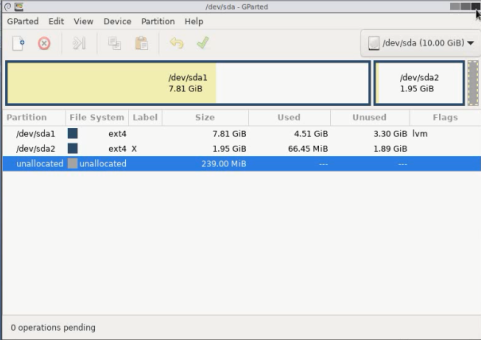 /dev/sda - GParted
GParted Edit View Device Partition Help
/dev/sda (10.00 GiB)
/dev/sda1
7.81 GiB
/dev/sda2
1.95 GiB
Partition File System Label Size Used Unused Flags
/dev/sda1 ext4 7.81 GiB 4.51 GiB 3.30 GiB lvm
/dev/sda2 ext4 X 1.95 GiB 66.45 MiB 1.89 GiB
unallocated unallocated 239.00 MiB --- ---
0 operations pending